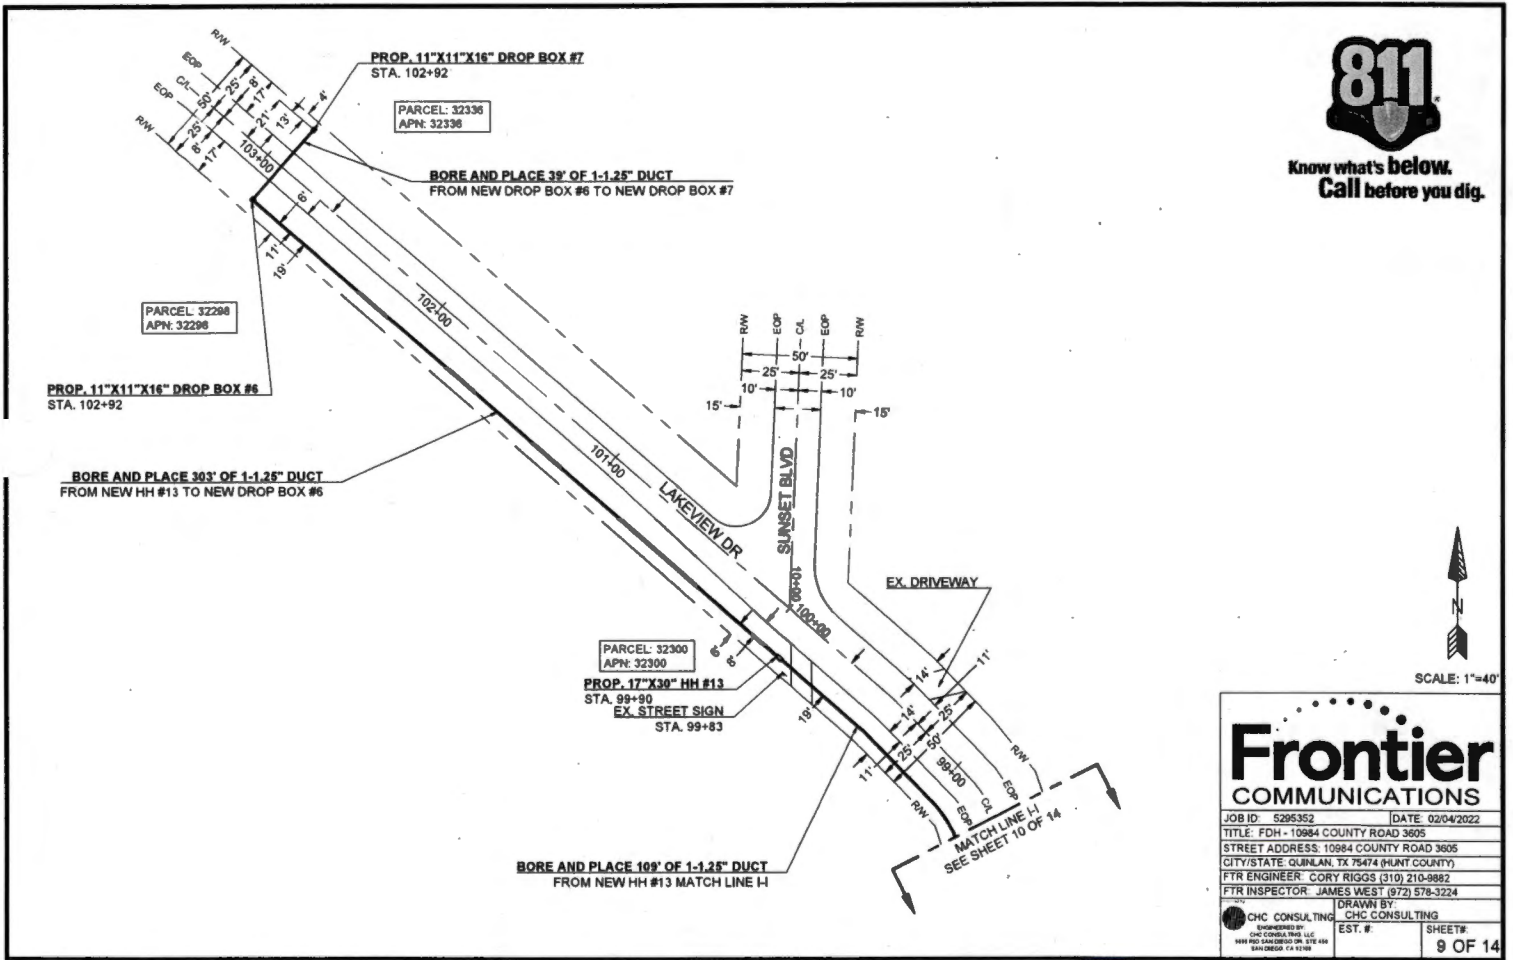 PROP. 11"X11"X16" DROP BOX #7
STA. 102+92
PARCEL: 32336
APN: 32336
BORE AND PLACE 39' OF 1-1.25" DUCT
FROM NEW DROP BOX #6 TO NEW DROP BOX #7
R/W
EOP
C/L
EOP
R/W
50'
25'
25'
8'
17'
21'
13'
4'
8'
17'
103+00
6'
11'
19'
102+00
PARCEL: 32298
APN: 32298
PROP. 11"X11"X16" DROP BOX #6
STA. 102+92
BORE AND PLACE 303' OF 1-1.25" DUCT
FROM NEW HH #13 TO NEW DROP BOX #6
101+00
LAKEVIEW DR
R/W
EOP
C/L
EOP
R/W
50'
25'
25'
10'
10'
15'
15'
SUNSET BLVD
10+00
100+00
EX. DRIVEWAY
PARCEL: 32300
APN: 32300
PROP. 17"X30" HH #13
STA. 99+90
EX. STREET SIGN
STA. 99+83
6'
8'
19'
11'
14'
14'
25'
50'
25'
11'
99+00
R/W
EOP
C/L
EOP
R/W
MATCH LINE I-I
SEE SHEET 10 OF 14
BORE AND PLACE 109' OF 1-1.25" DUCT
FROM NEW HH #13 MATCH LINE I-I
811
Know what's below.
Call before you dig.
N
SCALE: 1"=40'
Frontier
COMMUNICATIONS
JOB ID: 5295352
DATE: 02/04/2022
TITLE: FDH - 10984 COUNTY ROAD 3605
STREET ADDRESS: 10984 COUNTY ROAD 3605
CITY/STATE: QUINLAN, TX 75474 (HUNT COUNTY)
FTR ENGINEER: CORY RIGGS (310) 210-9882
FTR INSPECTOR: JAMES WEST (972) 578-3224
CHC CONSULTING
ENGINEERED BY:
CHC CONSULTING, LLC
SAN DIEGO, CA 92108
DRAWN BY:
CHC CONSULTING
EST. #:
SHEET#:
9 OF 14